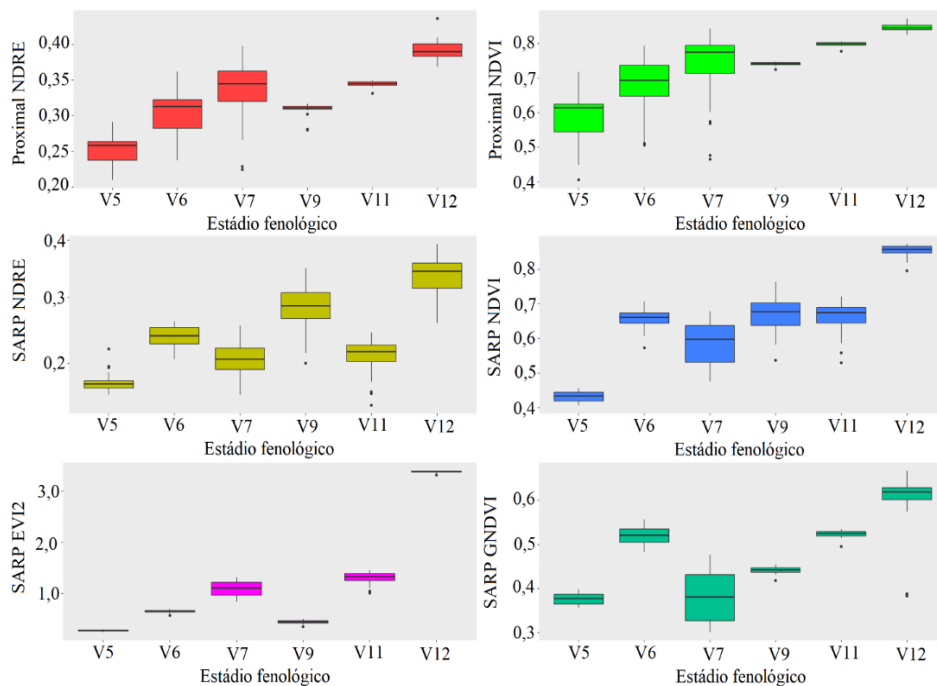 Proximal NDRE
0,40
0,35
0,30
0,25
0,20
V5 V6 V7 V9 V11 V12
Estádio fenológico
Proximal NDVI
0,8
0,7
0,6
0,5
0,4
V5 V6 V7 V9 V11 V12
Estádio fenológico
SARP NDRE
0,4
0,3
0,2
V5 V6 V7 V9 V11 V12
Estádio fenológico
SARP NDVI
0,8
0,7
0,6
0,5
0,4
V5 V6 V7 V9 V11 V12
Estádio fenológico
SARP EVI2
3,0
2,0
1,0
V5 V6 V7 V9 V11 V12
Estádio fenológico
SARP GNDVI
0,6
0,5
0,4
0,3
V5 V6 V7 V9 V11 V12
Estádio fenológico